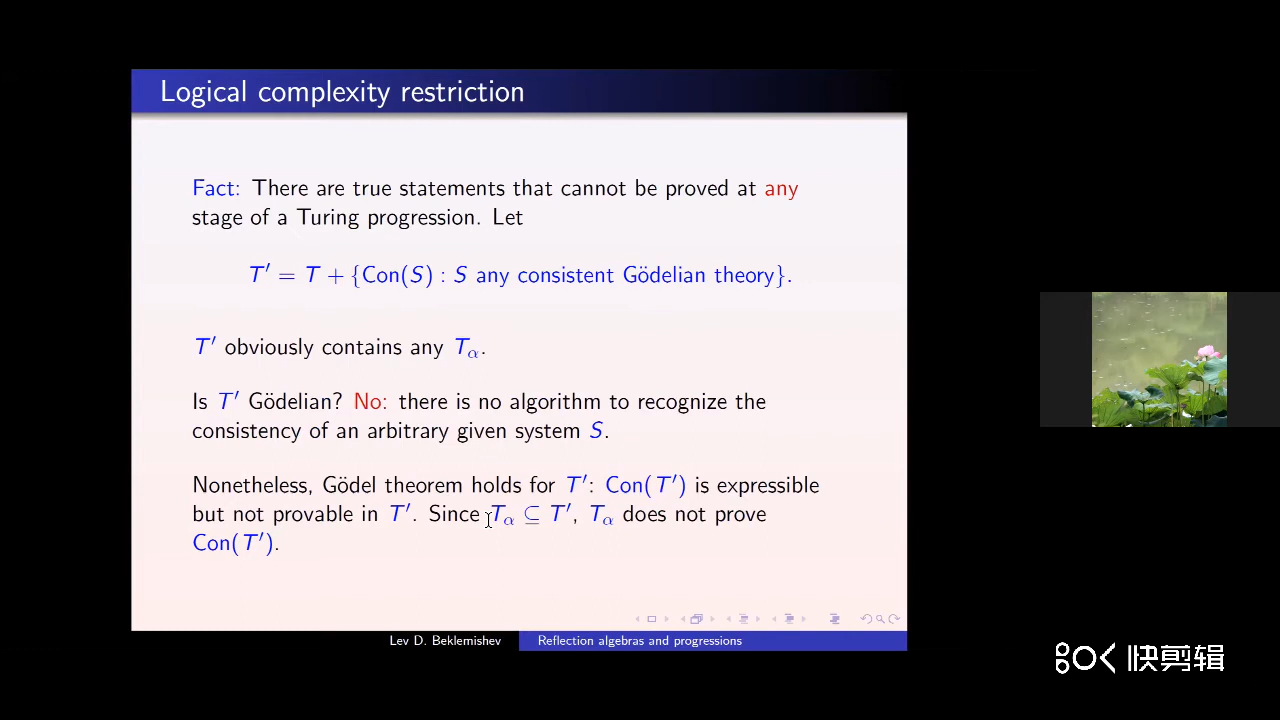 Logical complexity restriction
Fact: There are true statements that cannot be proved at any
stage of a Turing progression. Let
T′ = T + {Con(S) : S any consistent Gödelian theory}.
T′ obviously contains any Tα.
Is T′ Gödelian? No: there is no algorithm to recognize the
consistency of an arbitrary given system S.
Nonetheless, Gödel theorem holds for T′: Con(T′) is expressible
but not provable in T′. Since Tα ⊆ T′, Tα does not prove
Con(T′).
Lev D. Beklemishev
Reflection algebras and progressions
快剪辑